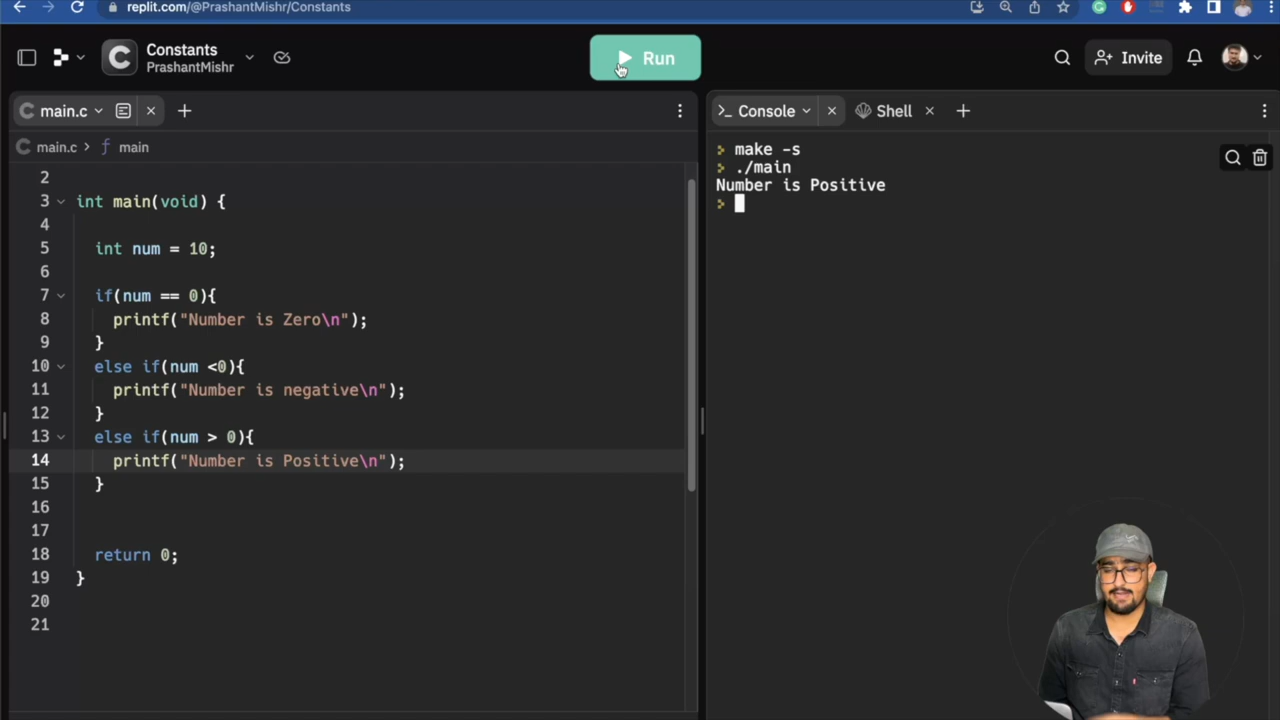 replit.com/@PrashantMishr/Constants
Constants
PrashantMishr
Run
Invite
main.c
Console
Shell
main.c > main
make -s
./main
Number is Positive
2
3 int main(void) {
4
5 int num = 10;
6
7 if(num == 0){
8 printf("Number is Zero\n");
9 }
10 else if(num <0){
11 printf("Number is negative\n");
12 }
13 else if(num > 0){
14 printf("Number is Positive\n");
15 }
16
17
18 return 0;
19 }
20
21